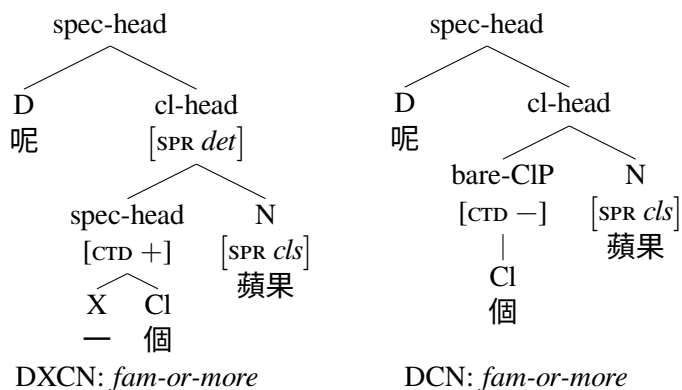 spec-head
D
呢
cl-head
[SPR det]
spec-head
[CTD +]
N
[SPR cls]
蘋果
X
一
Cl
個
DXCN: fam-or-more
spec-head
D
呢
cl-head
bare-ClP
[CTD −]
N
[SPR cls]
蘋果
Cl
個
DCN: fam-or-more